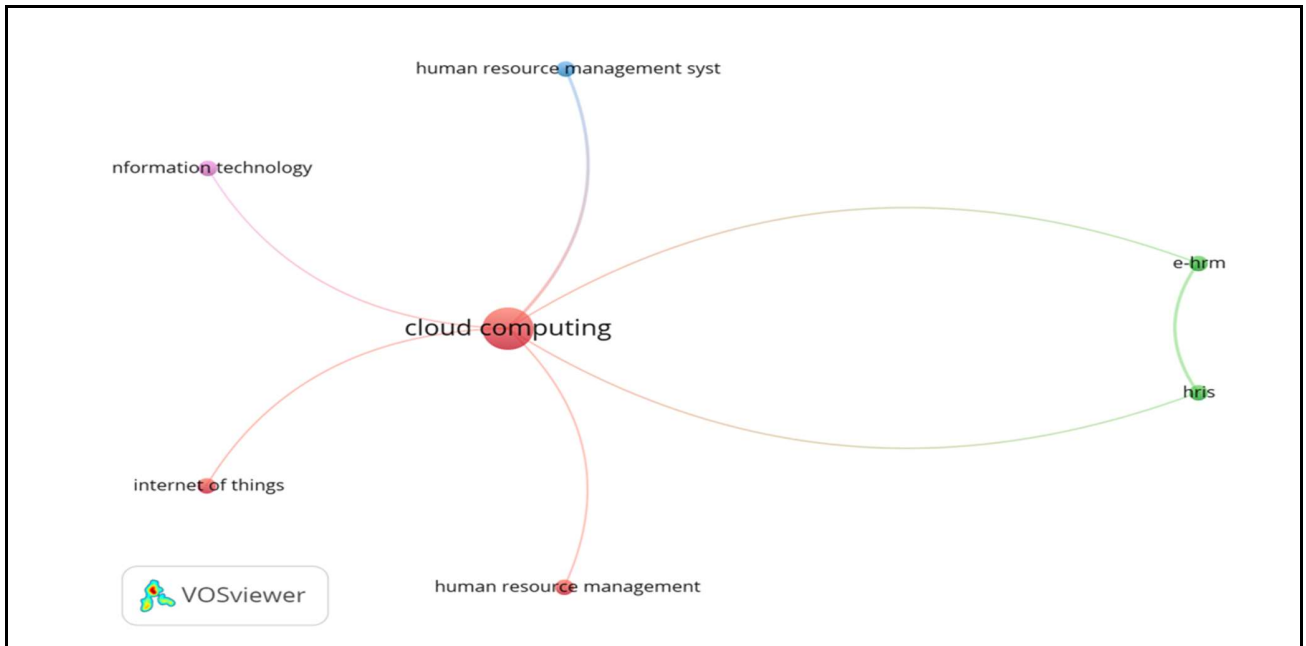 human resource management syst
nformation technology
e-hrm
cloud computing
hris
internet of things
human resource management
VOSviewer